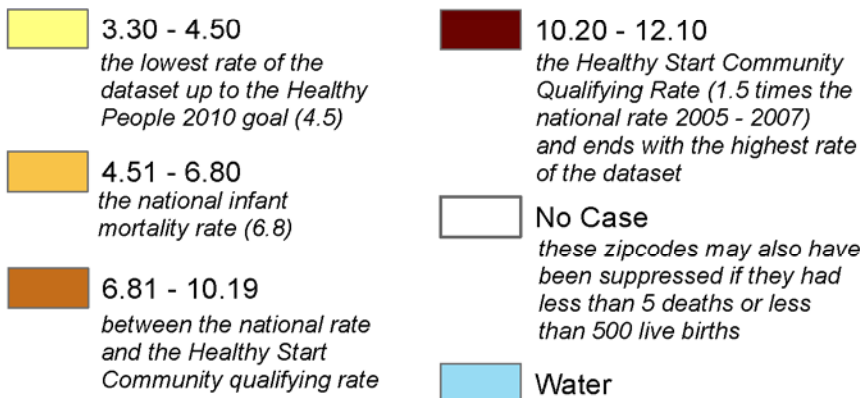 3.30 - 4.50
the lowest rate of the
dataset up to the Healthy
People 2010 goal (4.5)
4.51 - 6.80
the national infant
mortality rate (6.8)
6.81 - 10.19
between the national rate
and the Healthy Start
Community qualifying rate
10.20 - 12.10
the Healthy Start Community
Qualifying Rate (1.5 times the
national rate 2005 - 2007)
and ends with the highest rate
of the dataset
No Case
these zipcodes may also have
been suppressed if they had
less than 5 deaths or less
than 500 live births
Water